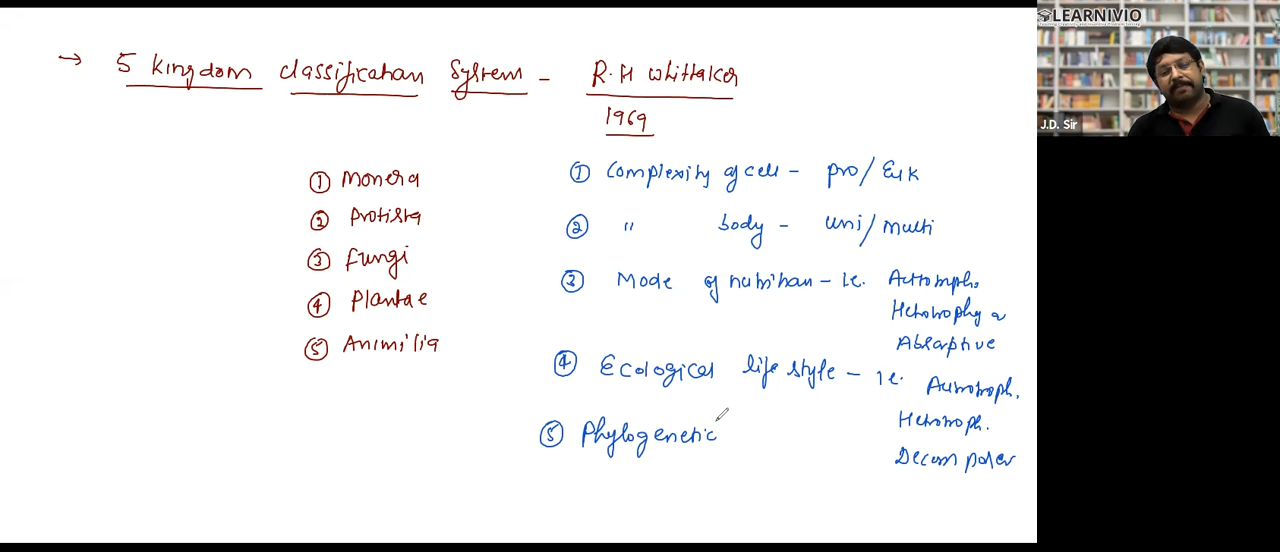 → 5 kingdom classification System - R.H Whittaker
1969
① Monera
② Protista
③ Fungi
④ Plantae
⑤ Animilia
① Complexity of cell - pro/Euk
② " body - uni/multi
③ Mode of nutrition - i.e. Autotroph.
Hetrotrophy &
Absorptive
④ Ecological life style - i.e. Autotroph.
Hetrotroph.
Decomposer
⑤ Phylogenetic
LEARNIVIO
J.D. Sir